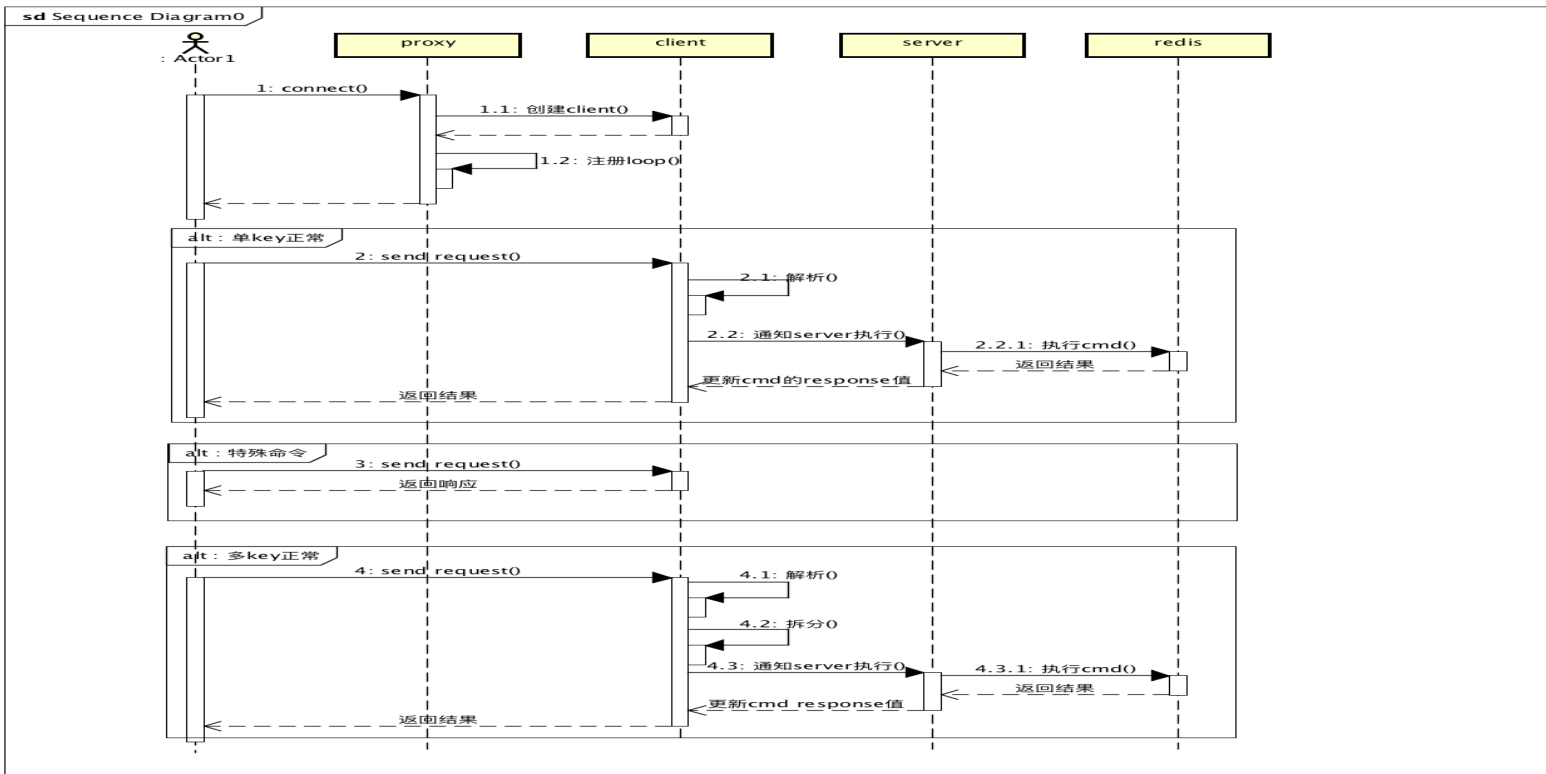 sd Sequence Diagram0
: Actor1
proxy
client
server
redis
1: connect()
1.1: 创建client()
1.2: 注册loop()
alt : 单key正常
2: send request()
2.1: 解析()
2.2: 通知server执行()
2.2.1: 执行cmd()
返回结果
更新cmd的response值
返回结果
alt : 特殊命令
3: send request()
返回响应
alt : 多key正常
4: send request()
4.1: 解析()
4.2: 拆分()
4.3: 通知server执行()
4.3.1: 执行cmd()
返回结果
更新cmd response值
返回结果